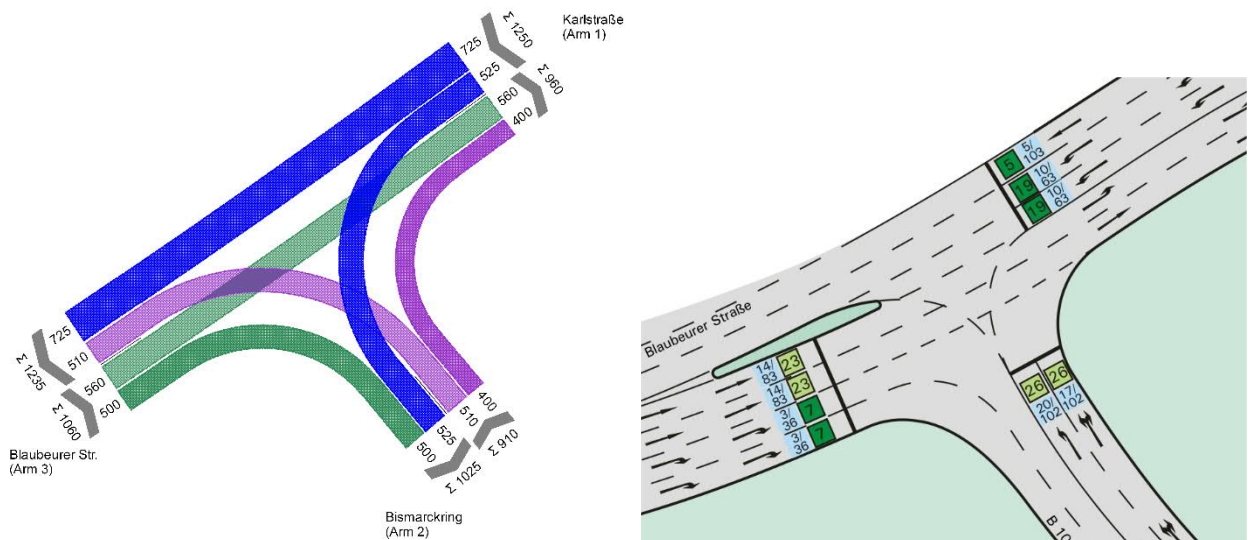 Karlstraße
(Arm 1)
Σ 1250
725
525
Σ 960
560
400
725
510
560
500
Σ 1235
Σ 1060
Blaubeurer Str.
(Arm 3)
400
510
525
500
Σ 910
Σ 1025
Bismarckring
(Arm 2)
5
5/
103
19
10/
63
19
10/
63
Blaubeurer Straße
14/
83
23
14/
83
23
3/
36
7
3/
36
7
26
26
20/
102
17/
102
B 10